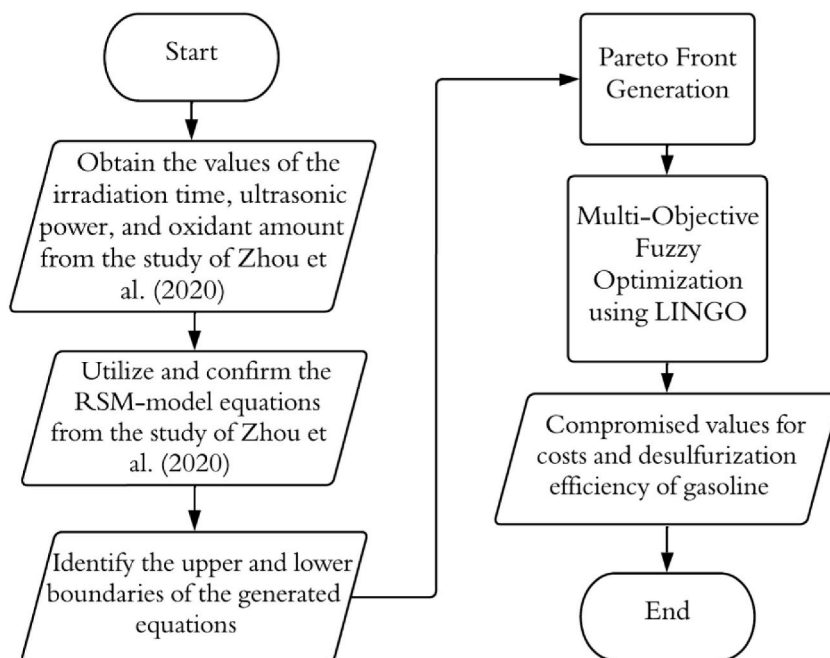 Start
Obtain the values of the
irradiation time, ultrasonic
power, and oxidant amount
from the study of Zhou et
al. (2020)
Utilize and confirm the
RSM-model equations
from the study of Zhou et
al. (2020)
Identify the upper and lower
boundaries of the generated
equations
Pareto Front
Generation
Multi-Objective
Fuzzy
Optimization
using LINGO
Compromised values for
costs and desulfurization
efficiency of gasoline
End